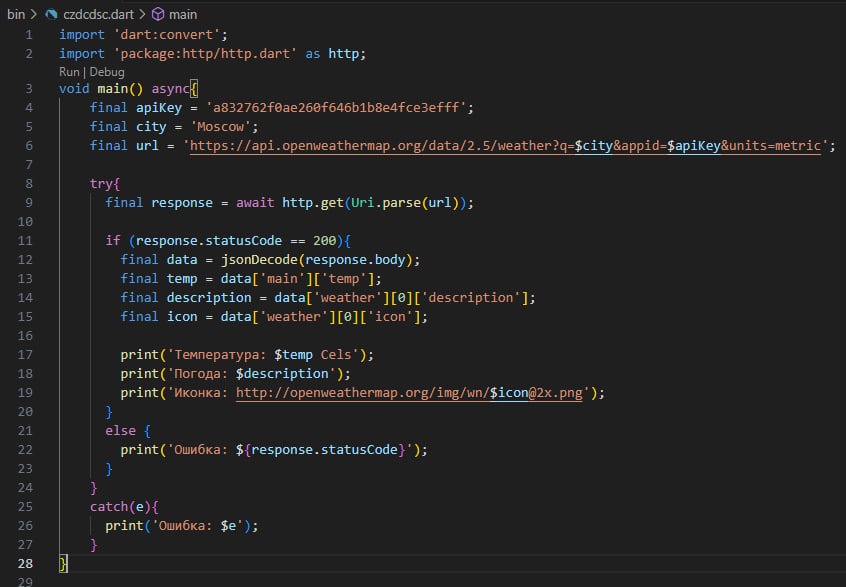 bin > czdcdsc.dart > main
1 import 'dart:convert';
2 import 'package:http/http.dart' as http;
Run | Debug
3 void main() async{
4     final apiKey = 'a832762f0ae260f646b1b8e4fce3efff';
5     final city = 'Moscow';
6     final url = 'https://api.openweathermap.org/data/2.5/weather?q=$city&appid=$apiKey&units=metric';
7
8     try{
9       final response = await http.get(Uri.parse(url));
10
11       if (response.statusCode == 200){
12         final data = jsonDecode(response.body);
13         final temp = data['main']['temp'];
14         final description = data['weather'][0]['description'];
15         final icon = data['weather'][0]['icon'];
16
17         print('Температура: $temp Cels');
18         print('Погода: $description');
19         print('Иконка: http://openweathermap.org/img/wn/$icon@2x.png');
20       }
21       else {
22         print('Ошибка: ${response.statusCode}');
23       }
24     }
25     catch(e){
26       print('Ошибка: $e');
27     }
28 }
29